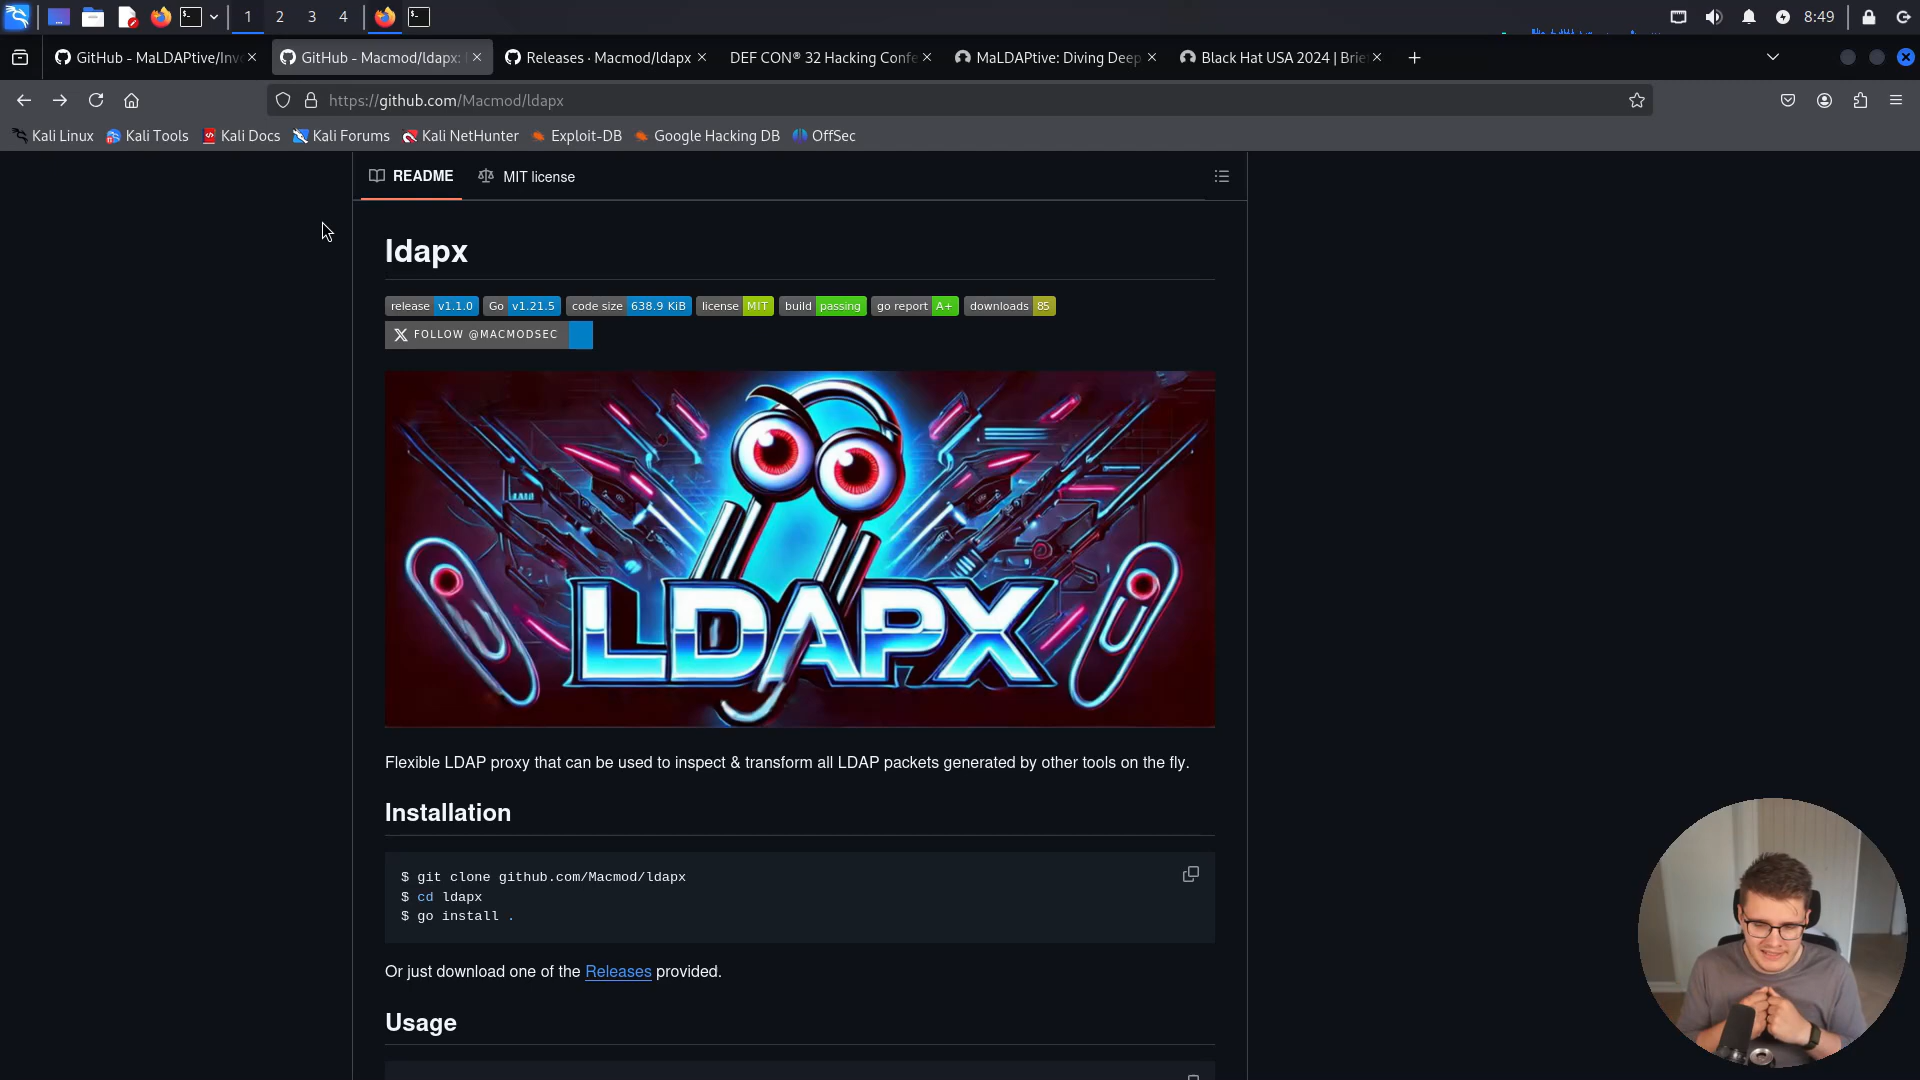 1 2 3 4 8:49
GitHub - MaLDAPtive/Inv GitHub - Macmod/ldapx: Releases · Macmod/ldapx DEF CON® 32 Hacking Confe MaLDAPtive: Diving Deep Black Hat USA 2024 | Brie
https://github.com/Macmod/ldapx
Kali Linux Kali Tools Kali Docs Kali Forums Kali NetHunter Exploit-DB Google Hacking DB OffSec
README MIT license
ldapx
release v1.1.0 Go v1.21.5 code size 638.9 KiB license MIT build passing go report A+ downloads 85
FOLLOW @MACMODSEC
LDAPX
Flexible LDAP proxy that can be used to inspect & transform all LDAP packets generated by other tools on the fly.
Installation
$ git clone github.com/Macmod/ldapx
$ cd ldapx
$ go install .
Or just download one of the Releases provided.
Usage